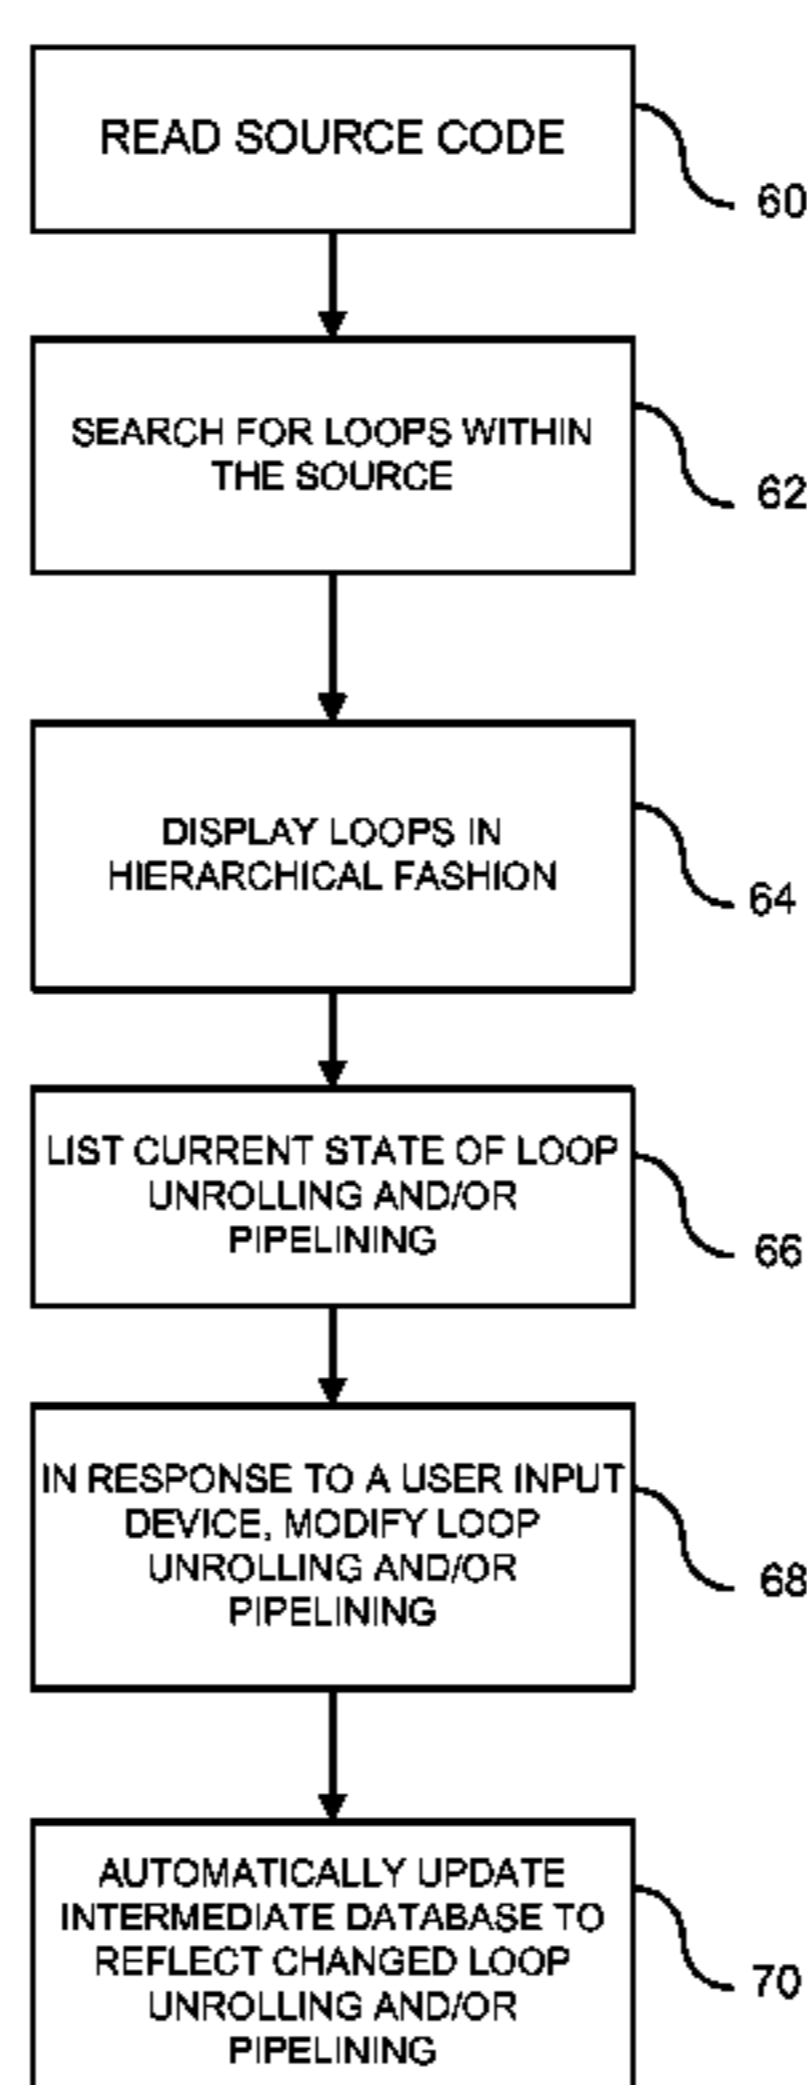 READ SOURCE CODE
60
SEARCH FOR LOOPS WITHIN
THE SOURCE
62
DISPLAY LOOPS IN
HIERARCHICAL FASHION
64
LIST CURRENT STATE OF LOOP
UNROLLING AND/OR
PIPELINING
66
IN RESPONSE TO A USER INPUT
DEVICE, MODIFY LOOP
UNROLLING AND/OR
PIPELINING
68
AUTOMATICALLY UPDATE
INTERMEDIATE DATABASE TO
REFLECT CHANGED LOOP
UNROLLING AND/OR
PIPELINING
70